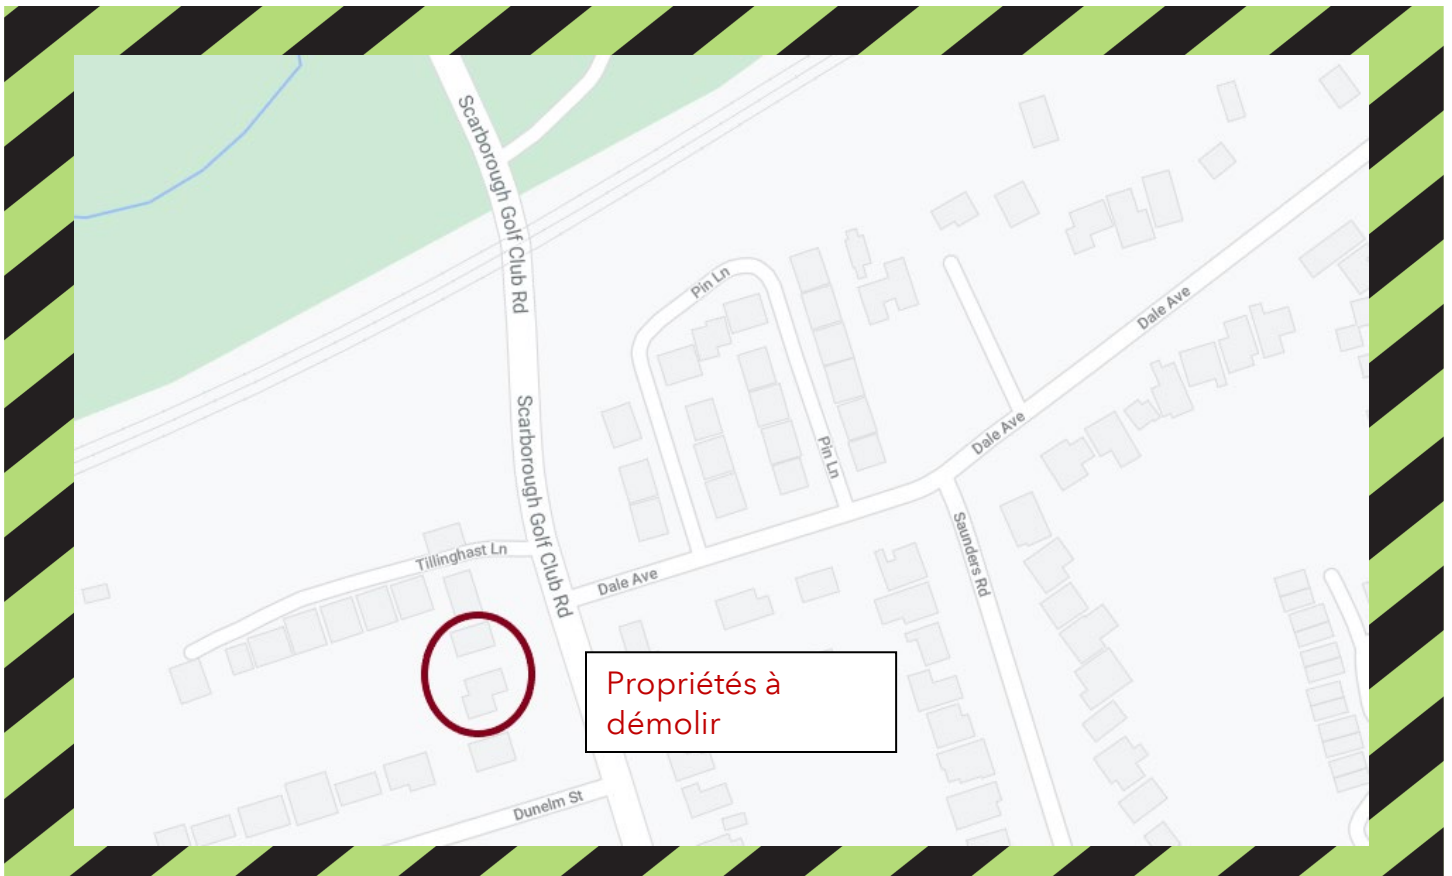 Scarborough Golf Club Rd
Pin Ln
Dale Ave
Scarborough Golf Club Rd
Pin Ln
Dale Ave
Saunders Rd
Tillinghast Ln
Dale Ave
Propriétés à
démolir
Dunelm St